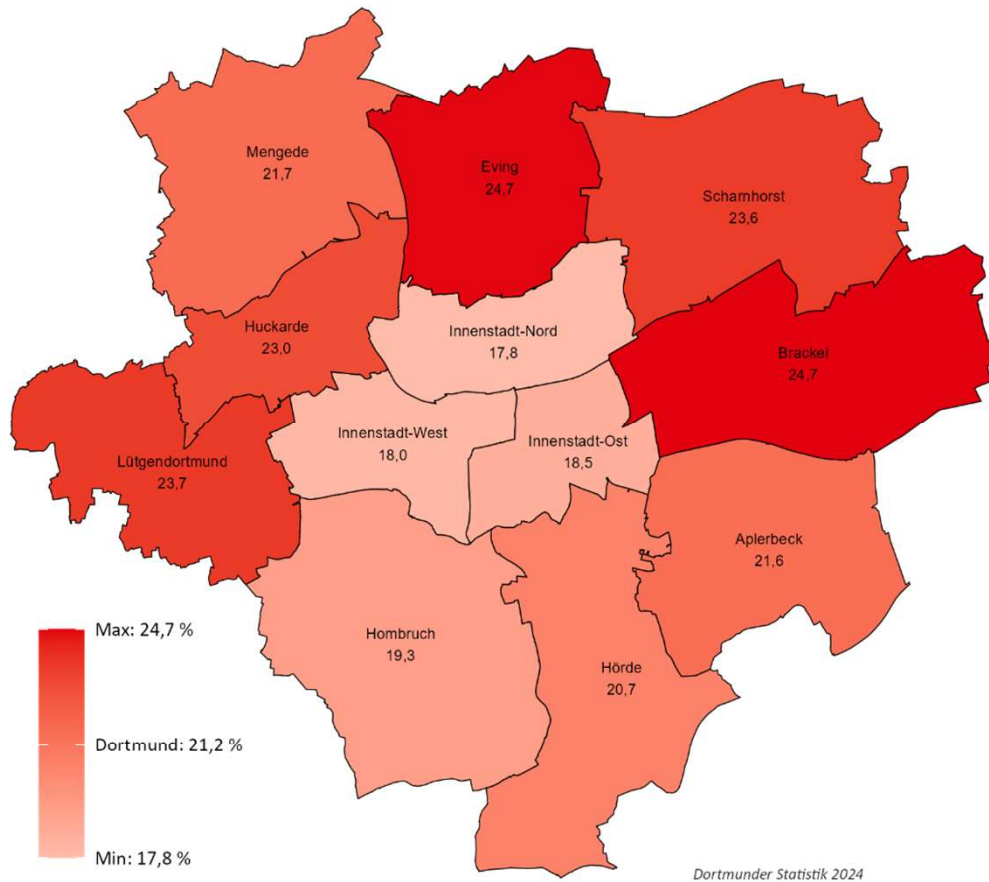 Mengede
21,7
Eving
24,7
Scharnhorst
23,6
Huckarde
23,0
Innenstadt-Nord
17,8
Brackel
24,7
Lütgendortmund
23,7
Innenstadt-West
18,0
Innenstadt-Ost
18,5
Aplerbeck
21,6
Hombruch
19,3
Hörde
20,7
Max: 24,7 %
Dortmund: 21,2 %
Min: 17,8 %
Dortmunder Statistik 2024